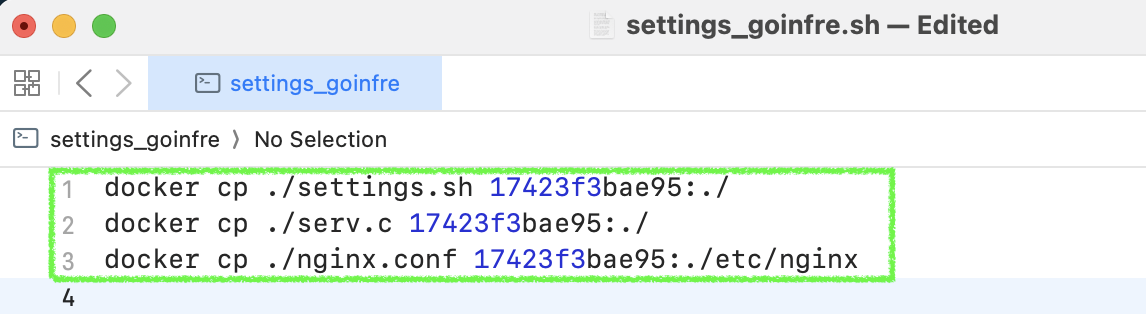 settings_goinfre.sh — Edited
settings_goinfre
settings_goinfre ⟩ No Selection
1 docker cp ./settings.sh 17423f3bae95:./
2 docker cp ./serv.c 17423f3bae95:./
3 docker cp ./nginx.conf 17423f3bae95:./etc/nginx
4